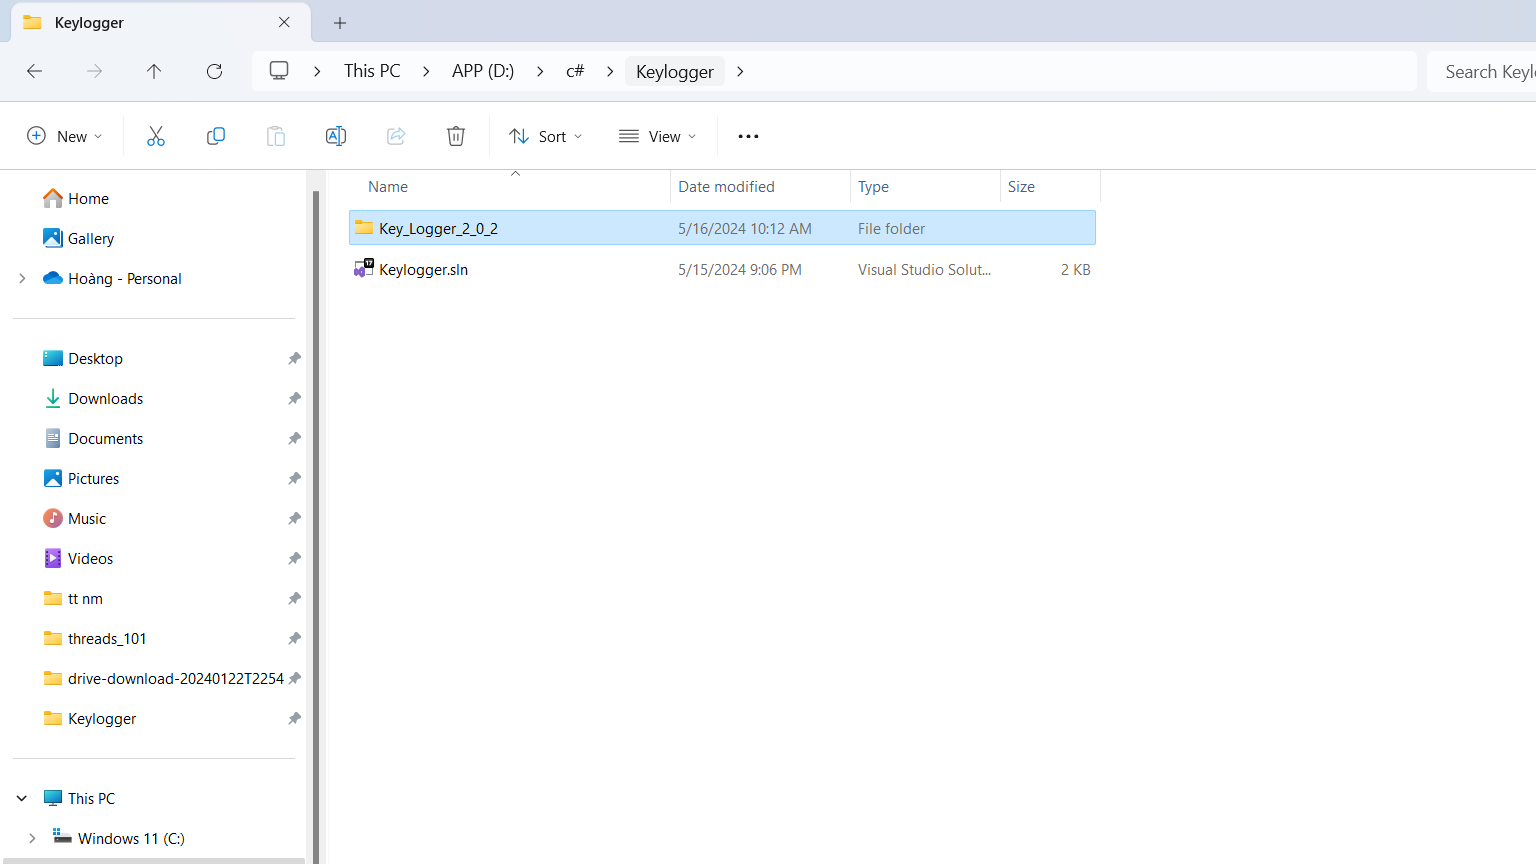 Keylogger
This PC
APP (D:)
c#
Keylogger
Search Keyl
New
Sort
View
Name
Date modified
Type
Size
Key_Logger_2_0_2
5/16/2024 10:12 AM
File folder
Keylogger.sln
5/15/2024 9:06 PM
Visual Studio Solut...
2 KB
17
Home
Gallery
Hoàng - Personal
Desktop
Downloads
Documents
Pictures
Music
Videos
tt nm
threads_101
drive-download-20240122T2254
Keylogger
This PC
Windows 11 (C:)